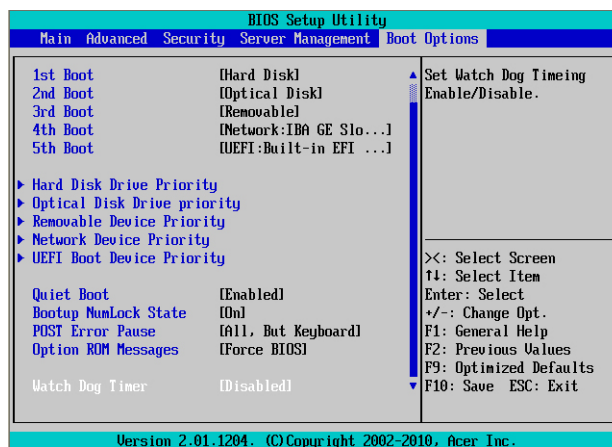 BIOS Setup Utility
Main Advanced Security Server Management Boot Options
1st Boot [Hard Disk]
2nd Boot [Optical Disk]
3rd Boot [Removable]
4th Boot [Network:IBA GE Slo...]
5th Boot [UEFI:Built-in EFI ...]
Hard Disk Drive Priority
Optical Disk Drive priority
Removable Device Priority
Network Device Priority
UEFI Boot Device Priority
Quiet Boot [Enabled]
Bootup NumLock State [On]
POST Error Pause [All, But Keyboard]
Option ROM Messages [Force BIOS]
Watch Dog Timer [Disabled]
Set Watch Dog Timeing
Enable/Disable.
><: Select Screen
↑↓: Select Item
Enter: Select
+/-: Change Opt.
F1: General Help
F2: Previous Values
F9: Optimized Defaults
F10: Save ESC: Exit
Version 2.01.1204. (C)Copyright 2002-2010, Acer Inc.